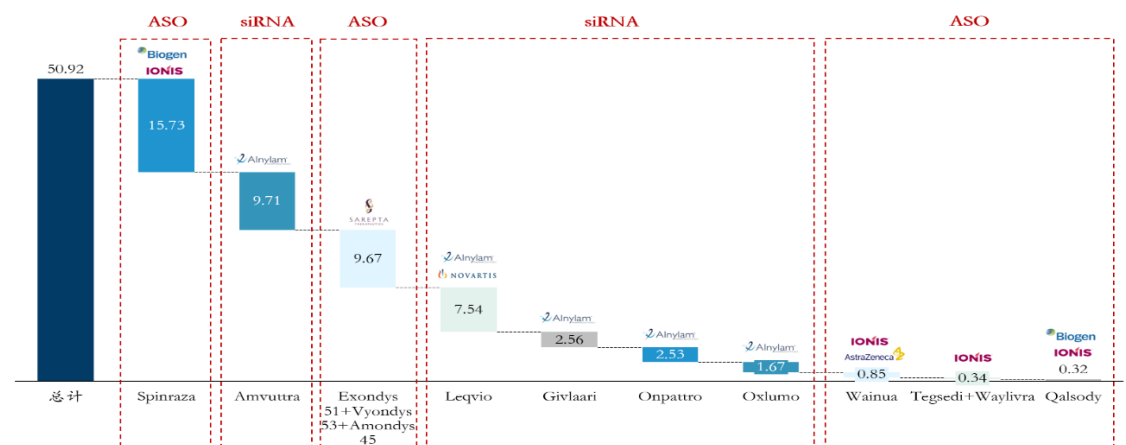 ASO
siRNA
ASO
siRNA
ASO
Biogen
IONIS
50.92
15.73
Alnylam
9.71
SAREPTA
9.67
Alnylam
NOVARTIS
7.54
Alnylam
2.56
Alnylam
2.53
Alnylam
1.67
IONIS
AstraZeneca
0.85
IONIS
0.34
Biogen
IONIS
0.32
总计
Spinraza
Amvuttra
Exondys
51+Vyondys
53+Amondys
45
Leqvio
Givlaari
Onpattro
Oxlumo
Wainua
Tegsedi+Waylivra
Qalsody